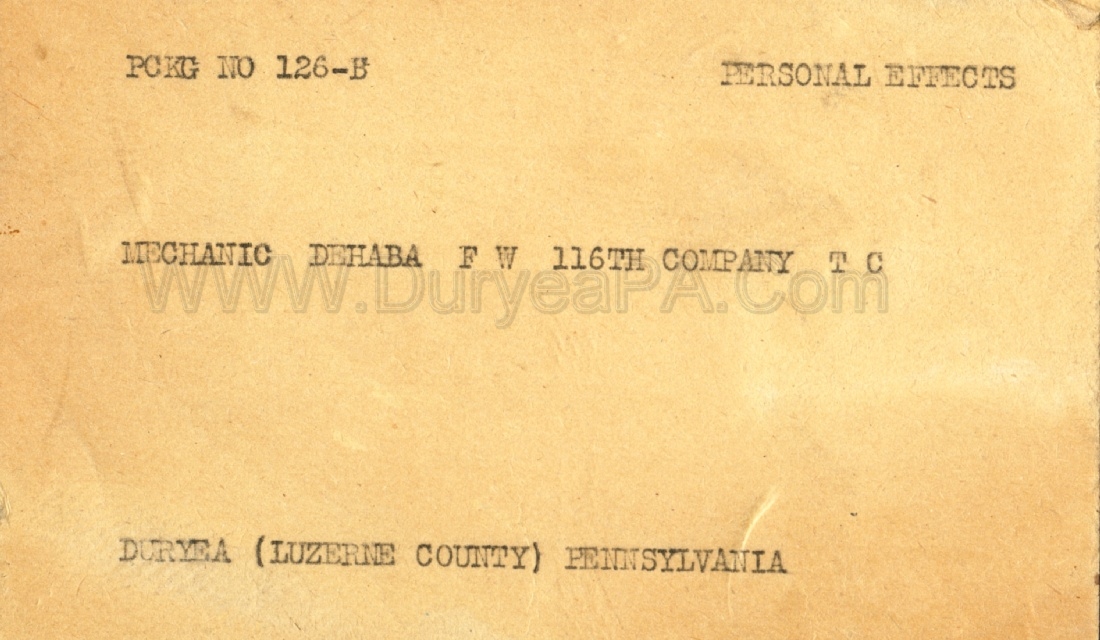 PCKG NO 126-B PERSONAL EFFECTS
MECHANIC DEHABA F W 116TH COMPANY T C
WWW.DuryeaPA.Com
DURYEA (LUZERNE COUNTY) PENNSYLVANIA